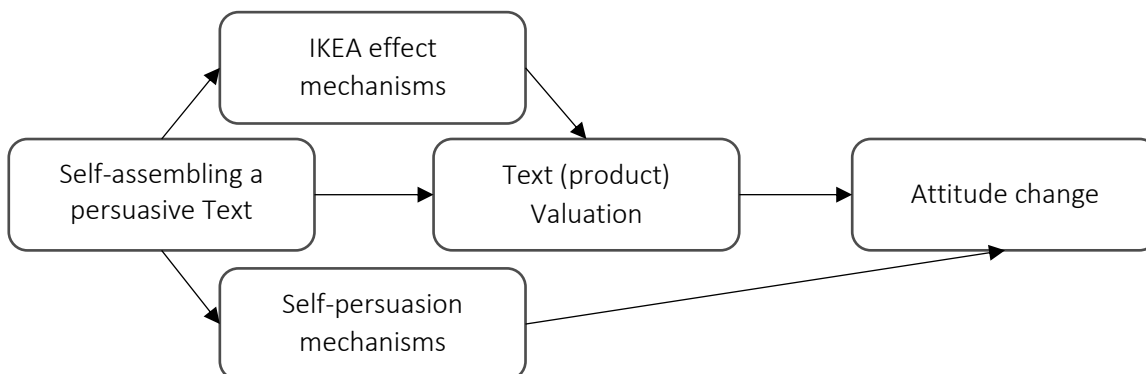 IKEA effect
mechanisms
Self-assembling a
persuasive Text
Text (product)
Valuation
Attitude change
Self-persuasion
mechanisms